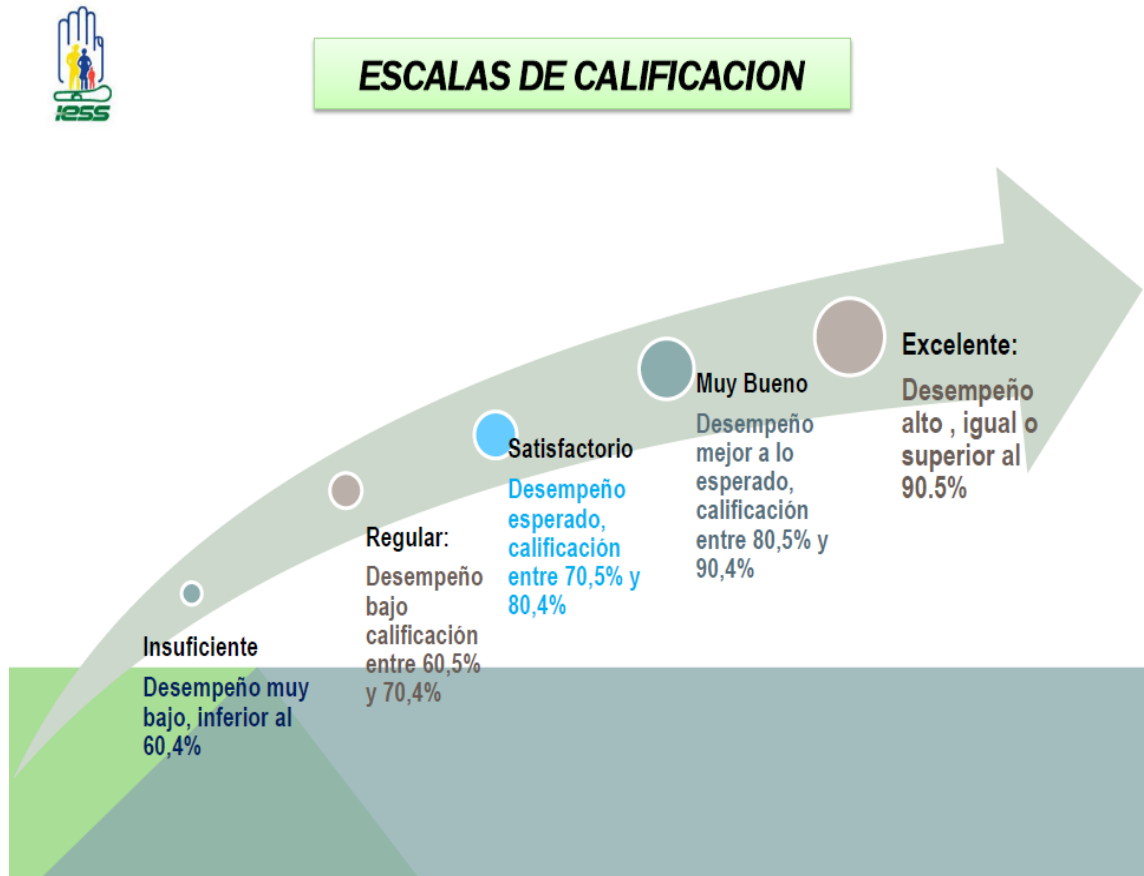 iess
ESCALAS DE CALIFICACION
Insuficiente
Desempeño muy
bajo, inferior al
60,4%
Regular:
Desempeño
bajo
calificación
entre 60,5%
y 70,4%
Satisfactorio
Desempeño
esperado,
calificación
entre 70,5% y
80,4%
Muy Bueno
Desempeño
mejor a lo
esperado,
calificación
entre 80,5% y
90,4%
Excelente:
Desempeño
alto , igual o
superior al
90.5%